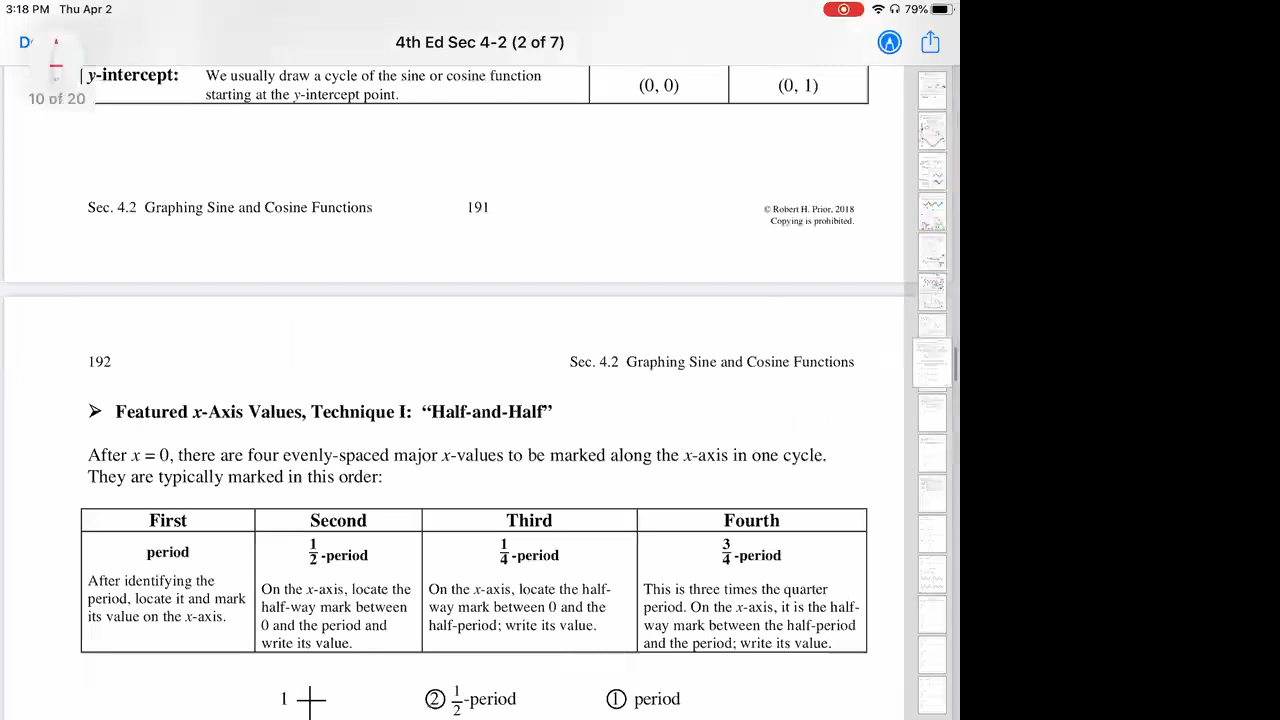 3:18 PM Thu Apr 2
79%
4th Ed Sec 4-2 (2 of 7)
10 of 20
y-intercept: We usually draw a cycle of the sine or cosine function
starting at the y-intercept point.
(0, 0)
(0, 1)
Sec. 4.2 Graphing Sine and Cosine Functions
191
© Robert H. Prior, 2018
Copying is prohibited.
192
Sec. 4.2 Graphing Sine and Cosine Functions
➢ Featured x-Axis Values, Technique I: “Half-and-Half”
After x = 0, there are four evenly-spaced major x-values to be marked along the x-axis in one cycle.
They are typically marked in this order:
First
period
After identifying the
period, locate it and mark
its value on the x-axis.
Second
1/2 -period
On the x-axis, locate the
half-way mark between
0 and the period and
write its value.
Third
1/4 -period
On the x-axis, locate the half-
way mark between 0 and the
half-period; write its value.
Fourth
3/4 -period
This is three times the quarter
period. On the x-axis, it is the half-
way mark between the half-period
and the period; write its value.
1
② 1/2-period
① period